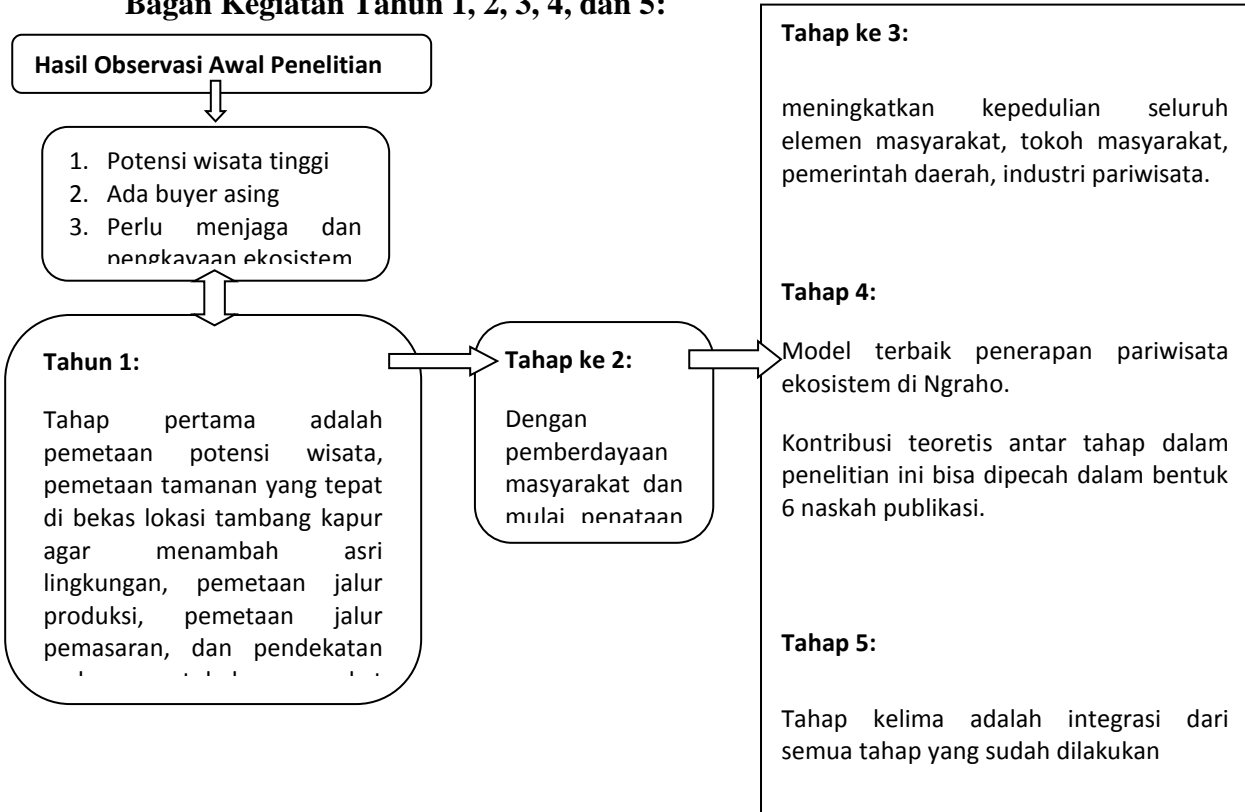 Bagan Kegiatan Tahun 1, 2, 3, 4, dan 5:
Hasil Observasi Awal Penelitian
1. Potensi wisata tinggi
2. Ada buyer asing
3. Perlu menjaga dan
pengkayaan ekosistem
Tahun 1:
Tahap pertama adalah
pemetaan potensi wisata,
pemetaan tamanan yang tepat
di bekas lokasi tambang kapur
agar menambah asri
lingkungan, pemetaan jalur
produksi, pemetaan jalur
pemasaran, dan pendekatan
Tahap ke 2:
Dengan
pemberdayaan
masyarakat dan
mulai penataan
Tahap ke 3:
meningkatkan kepedulian seluruh
elemen masyarakat, tokoh masyarakat,
pemerintah daerah, industri pariwisata.
Tahap 4:
Model terbaik penerapan pariwisata
ekosistem di Ngraho.
Kontribusi teoretis antar tahap dalam
penelitian ini bisa dipecah dalam bentuk
6 naskah publikasi.
Tahap 5:
Tahap kelima adalah integrasi dari
semua tahap yang sudah dilakukan